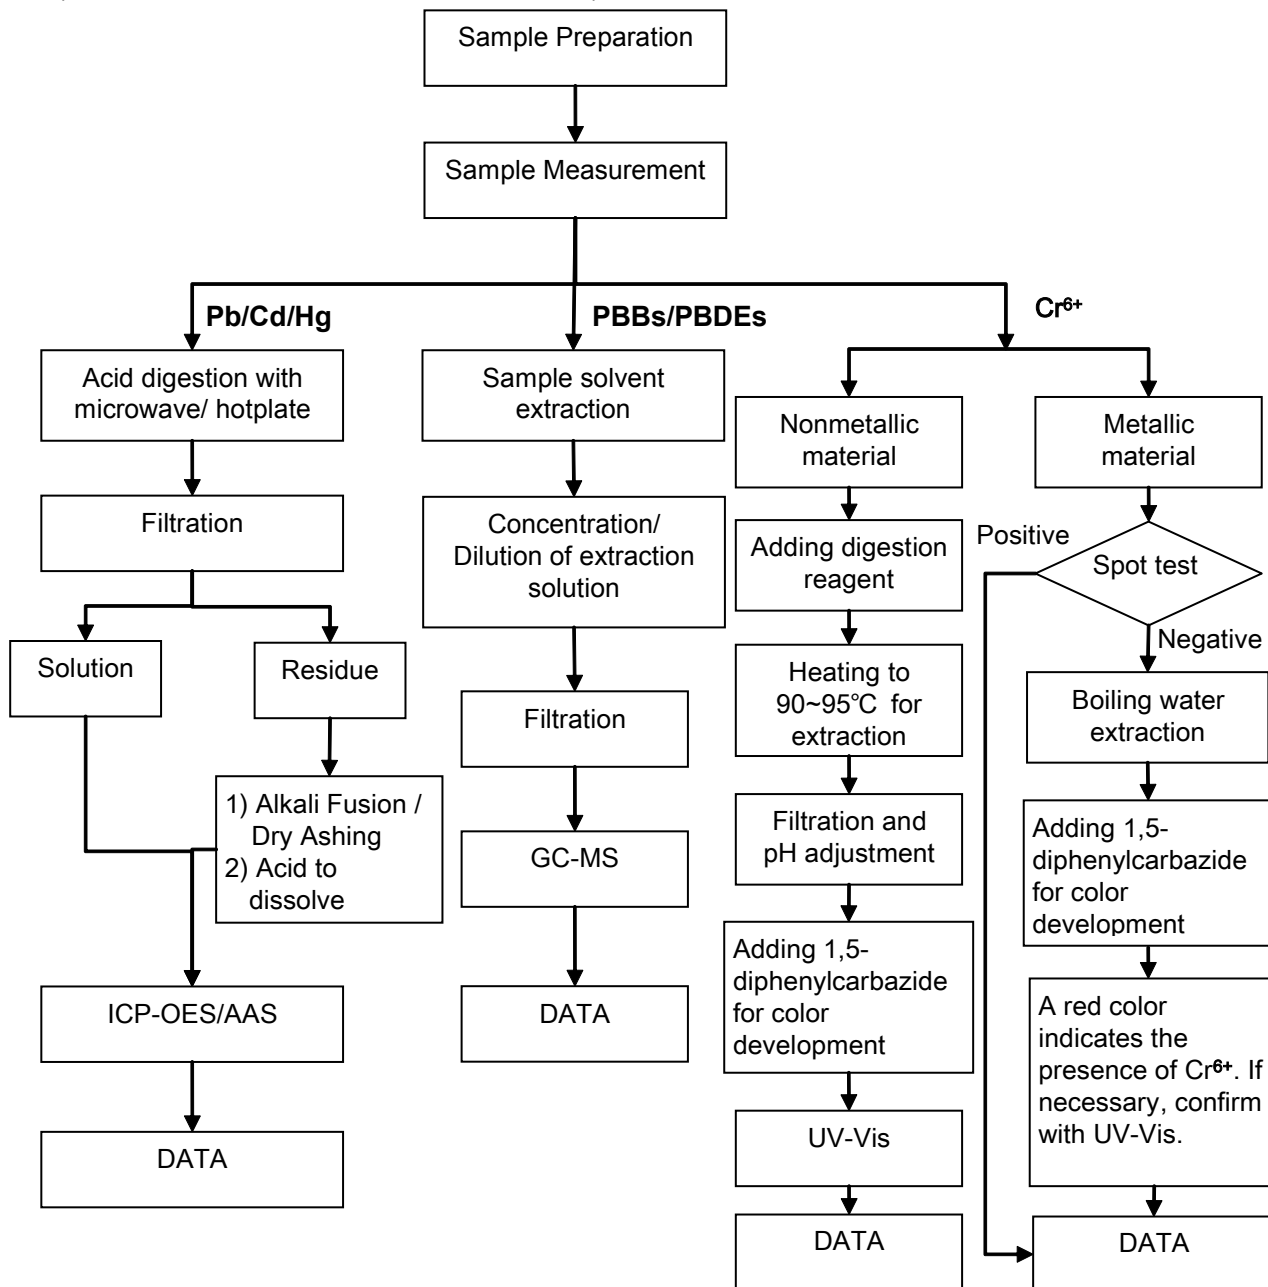 Sample Preparation
Sample Measurement
Pb/Cd/Hg
PBBs/PBDEs
Cr⁶⁺
Acid digestion with
microwave/ hotplate
Filtration
Solution
Residue
1) Alkali Fusion /
Dry Ashing
2) Acid to
dissolve
ICP-OES/AAS
DATA
Sample solvent
extraction
Concentration/
Dilution of extraction
solution
Filtration
GC-MS
DATA
Nonmetallic
material
Adding digestion
reagent
Heating to
90~95℃ for
extraction
Filtration and
pH adjustment
Adding 1,5-
diphenylcarbazide
for color
development
UV-Vis
DATA
Metallic
material
Spot test
Positive
Negative
Boiling water
extraction
Adding 1,5-
diphenylcarbazide
for color
development
A red color
indicates the
presence of Cr⁶⁺. If
necessary, confirm
with UV-Vis.
DATA